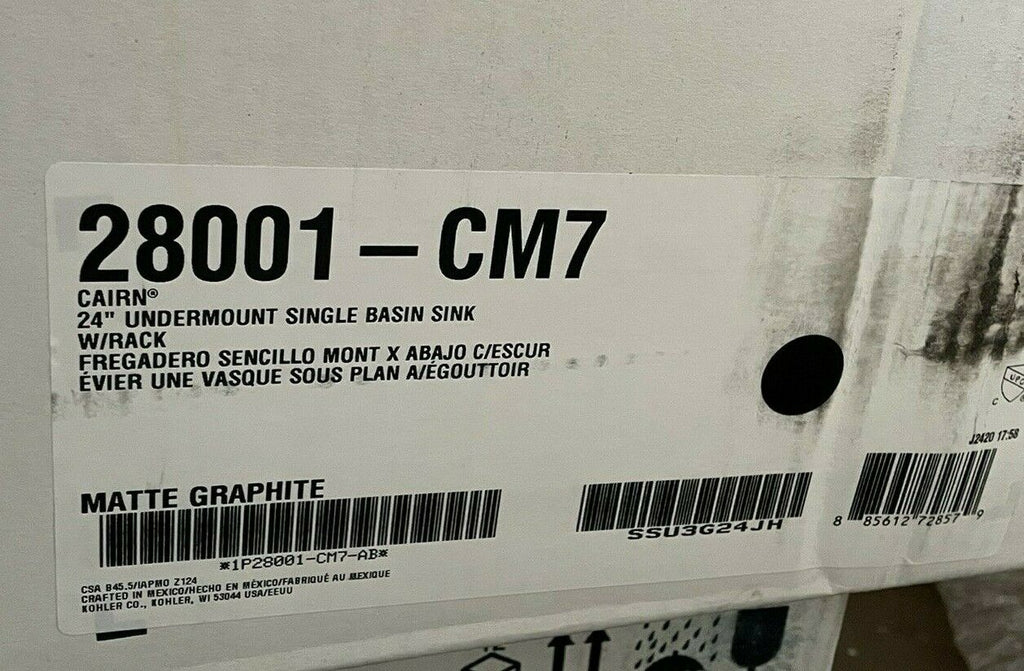 28001-CM7
CAIRN®
24" UNDERMOUNT SINGLE BASIN SINK
W/RACK
FREGADERO SENCILLO MONT X ABAJO C/ESCUR
ÉVIER UNE VASQUE SOUS PLAN A/ÉGOUTTOIR
UPC
C
J2420 17:58
MATTE GRAPHITE
*1P28001-CM7-AB*
SSU3G24JH
8 85612 72857 9
CSA B45.5/IAPMO Z124
CRAFTED IN MEXICO/HECHO EN MÉXICO/FABRIQUÉ AU MEXIQUE
KOHLER CO., KOHLER, WI 53044 USA/EEUU